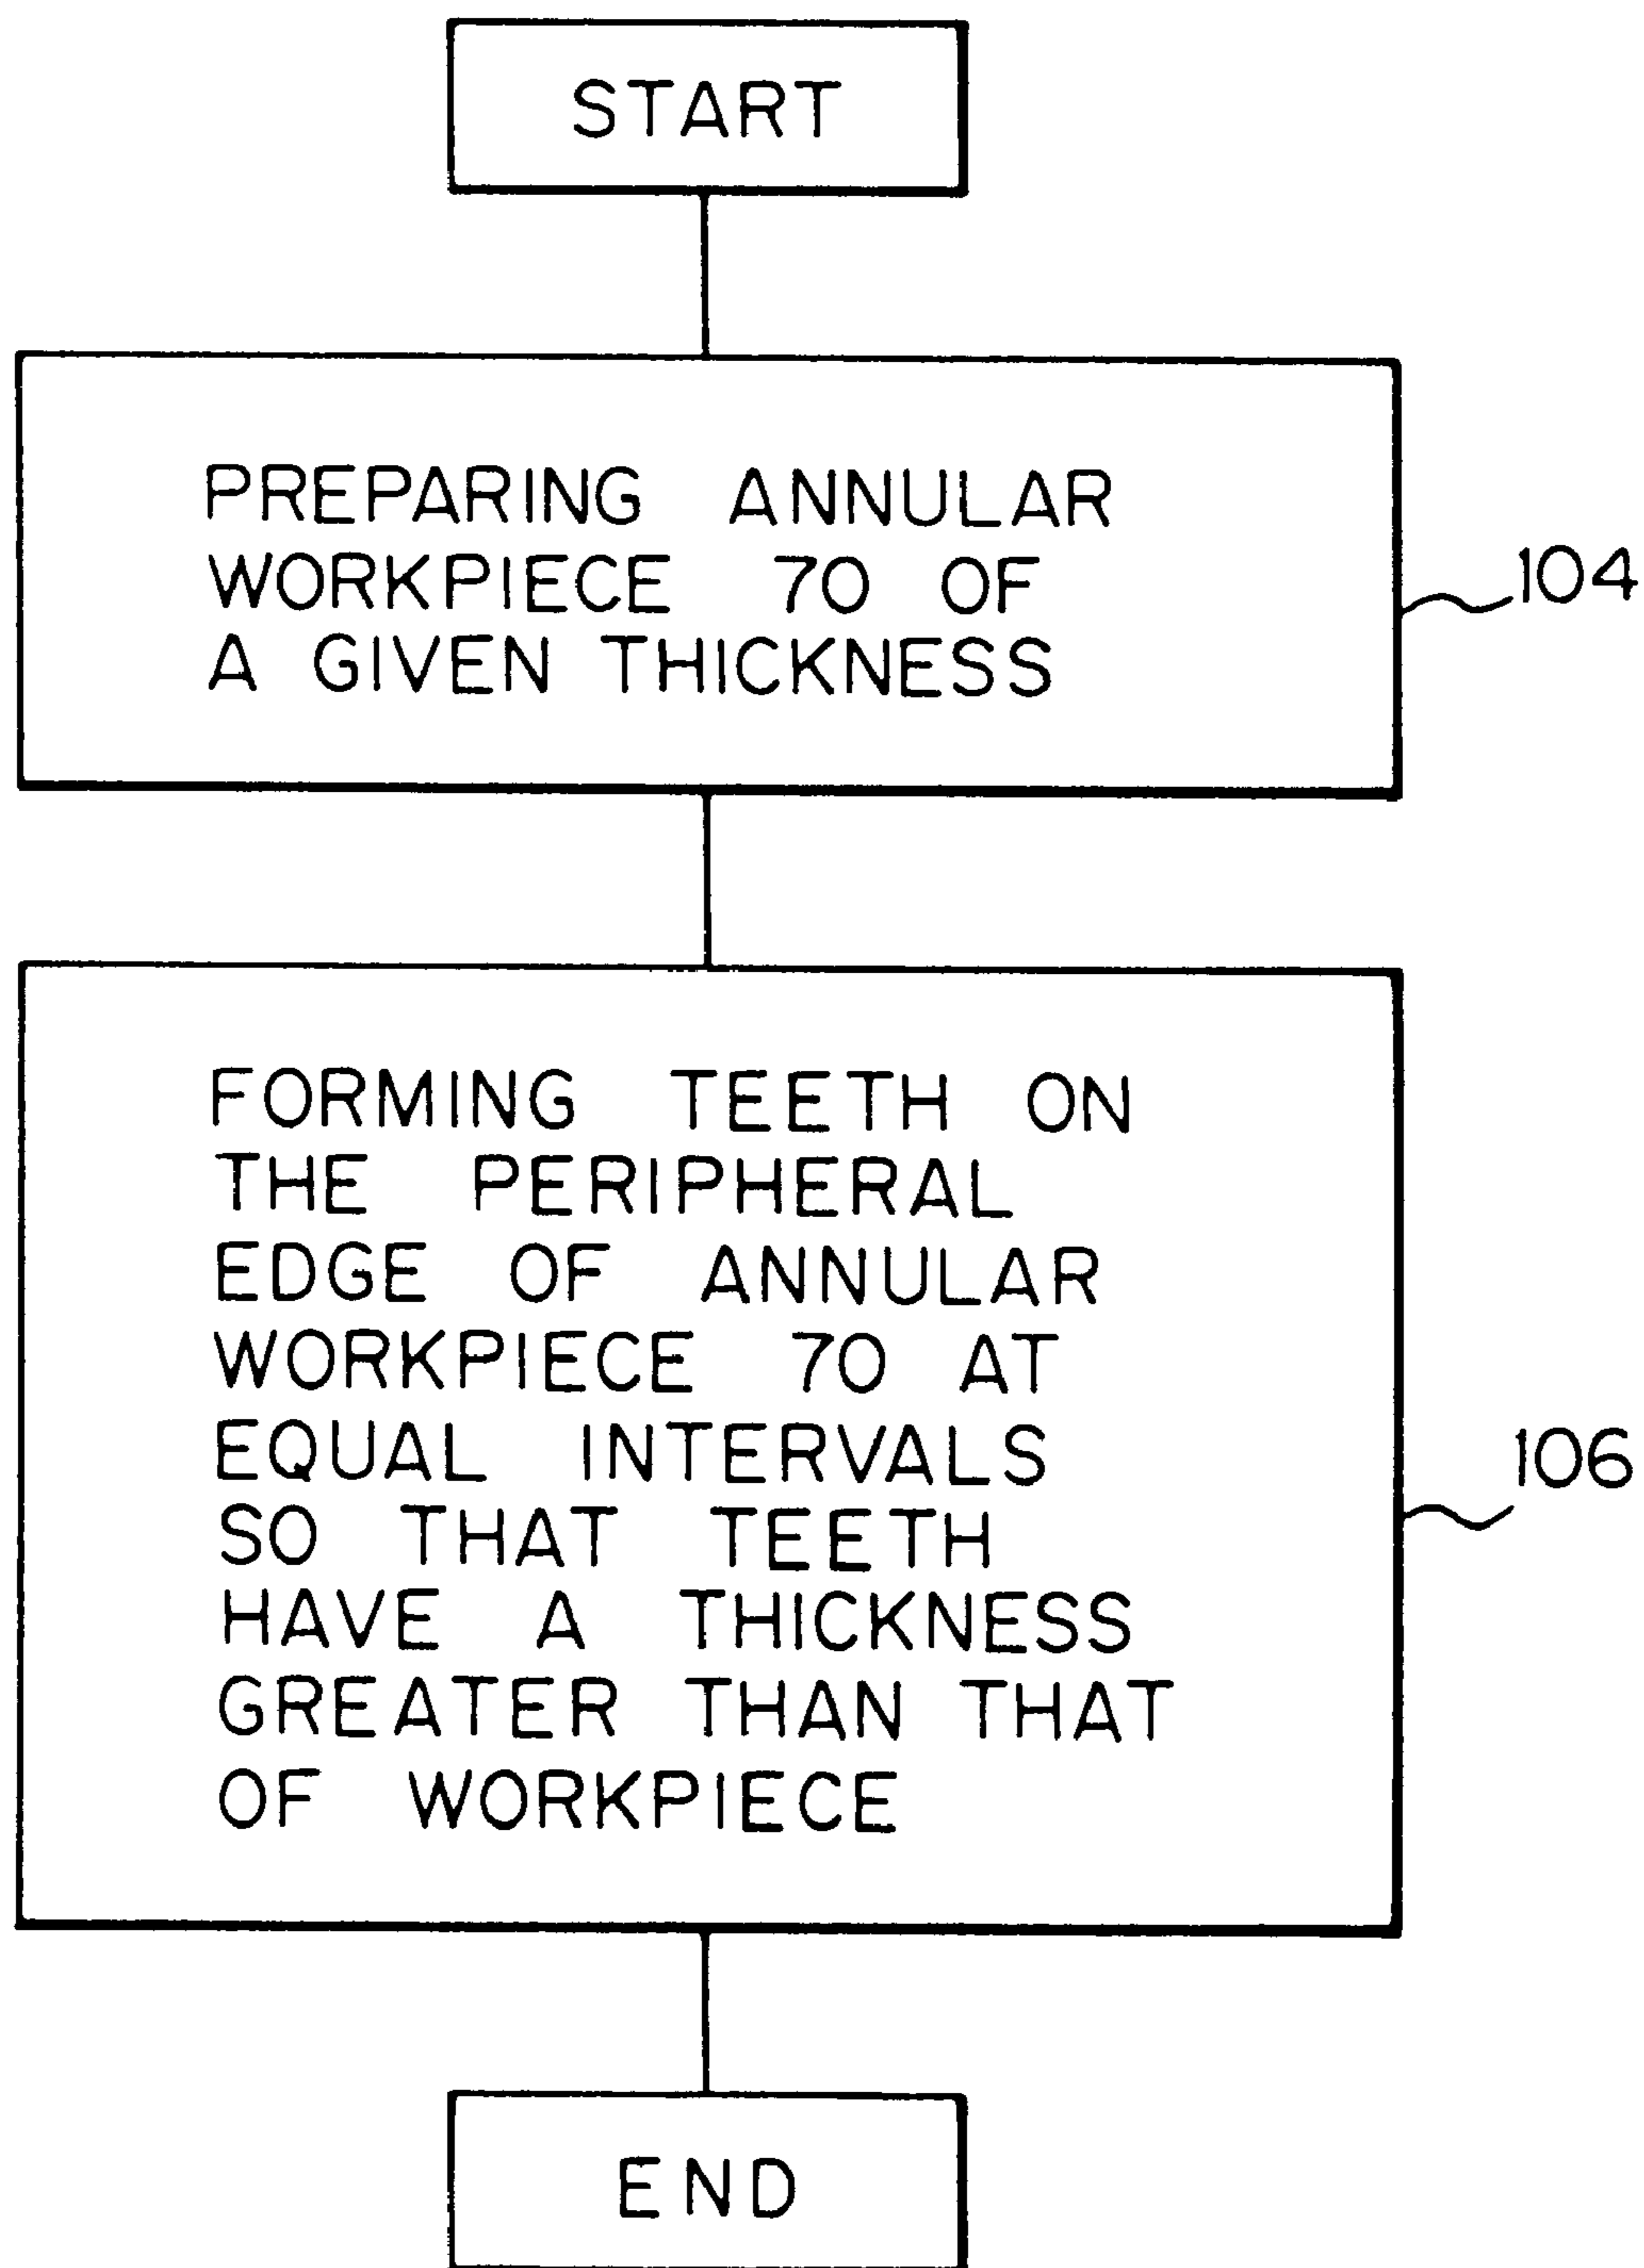 START
PREPARING ANNULAR
WORKPIECE 70 OF
A GIVEN THICKNESS
104
FORMING TEETH ON
THE PERIPHERAL
EDGE OF ANNULAR
WORKPIECE 70 AT
EQUAL INTERVALS
SO THAT TEETH
HAVE A THICKNESS
GREATER THAN THAT
OF WORKPIECE
106
END